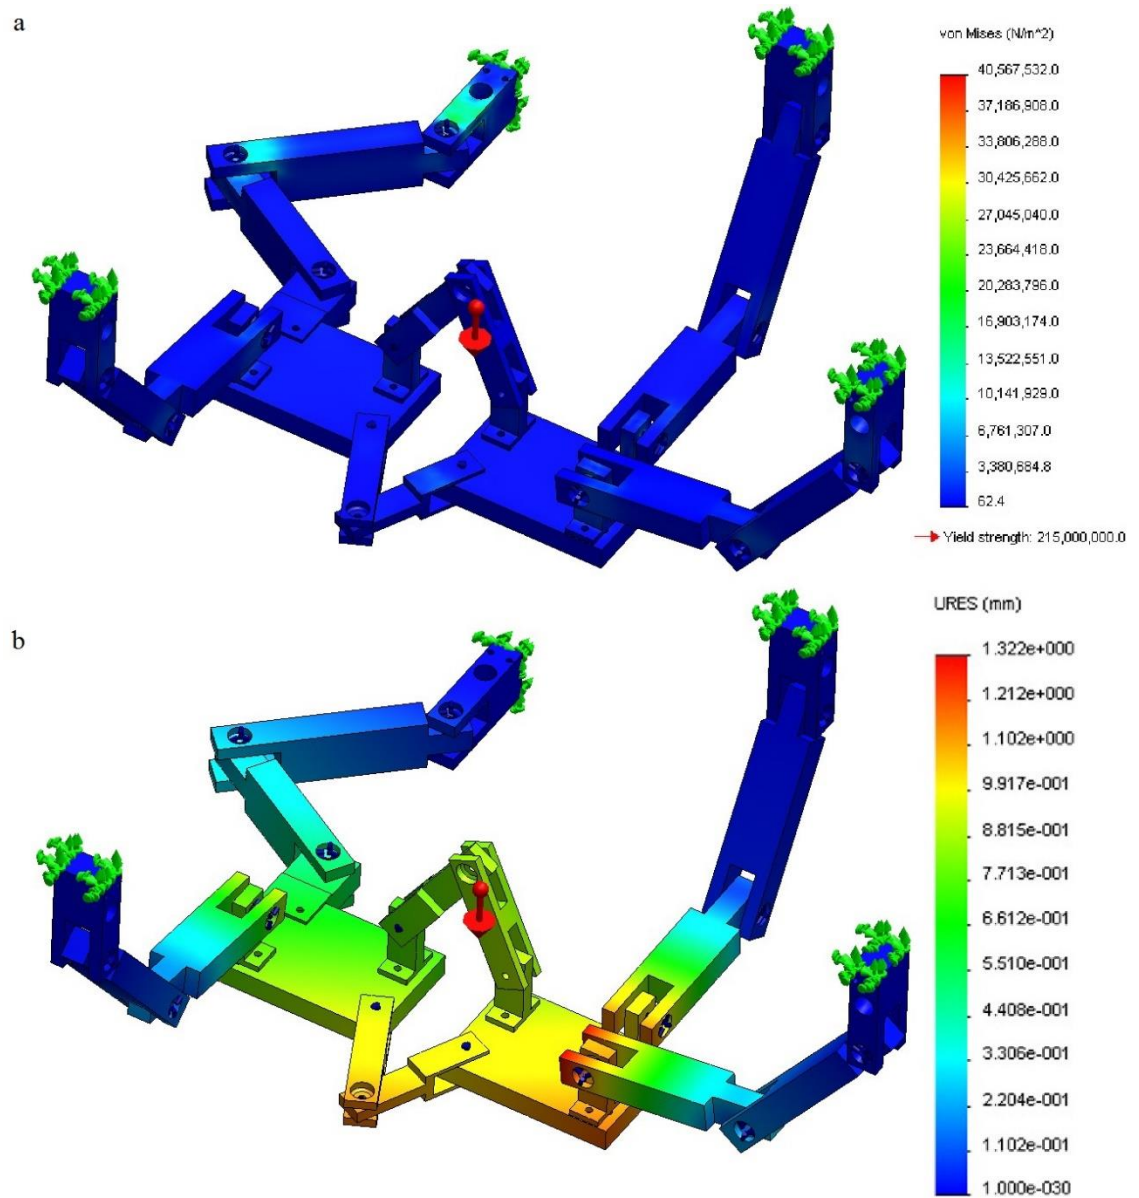 a
von Mises (N/m^2)
40,567,532.0
37,186,908.0
33,806,288.0
30,425,662.0
27,045,040.0
23,664,418.0
20,283,796.0
16,903,174.0
13,522,551.0
10,141,929.0
6,761,307.0
3,380,684.8
62.4
Yield strength: 215,000,000.0
b
URES (mm)
1.322e+000
1.212e+000
1.102e+000
9.917e-001
8.815e-001
7.713e-001
6.612e-001
5.510e-001
4.408e-001
3.306e-001
2.204e-001
1.102e-001
1.000e-030